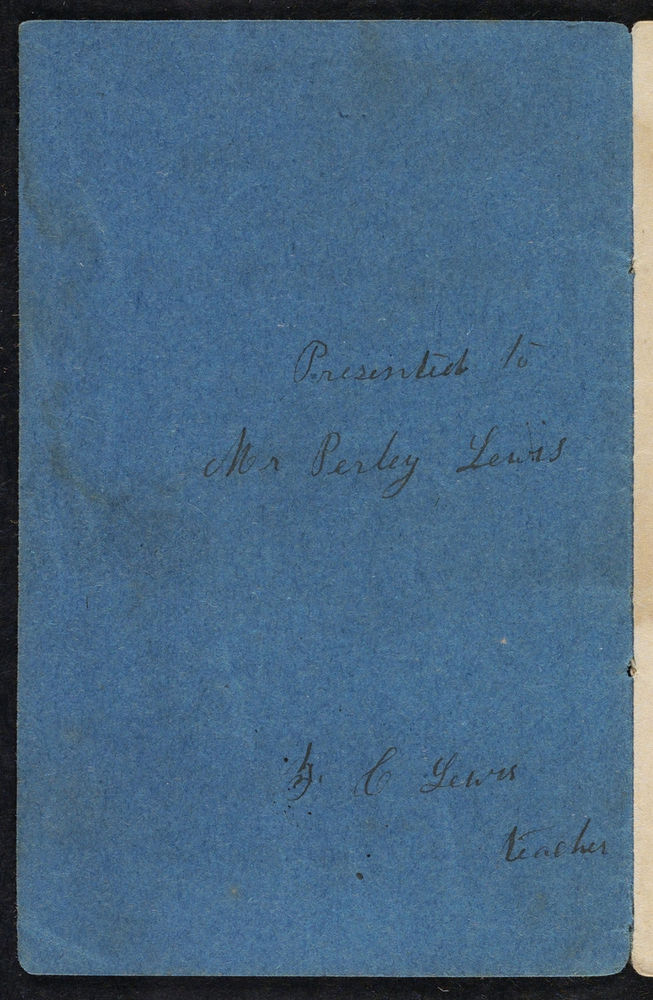 Presented to
Mr Perley Lewis
C Lewis
teacher